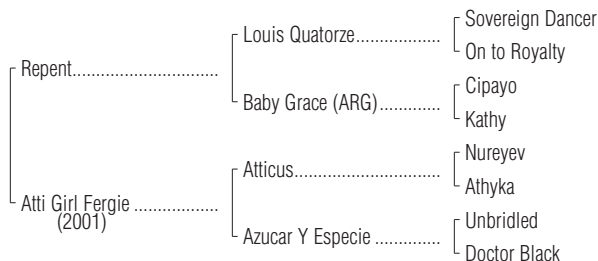 Sovereign Dancer
Louis Quatorze...................
On to Royalty
Repent.................................
Cipayo
Baby Grace (ARG)..............
Kathy
Nureyev
Atticus.................................
Athyka
Atti Girl Fergie ...................
(2001)
Unbridled
Azucar Y Especie ...............
Doctor Black